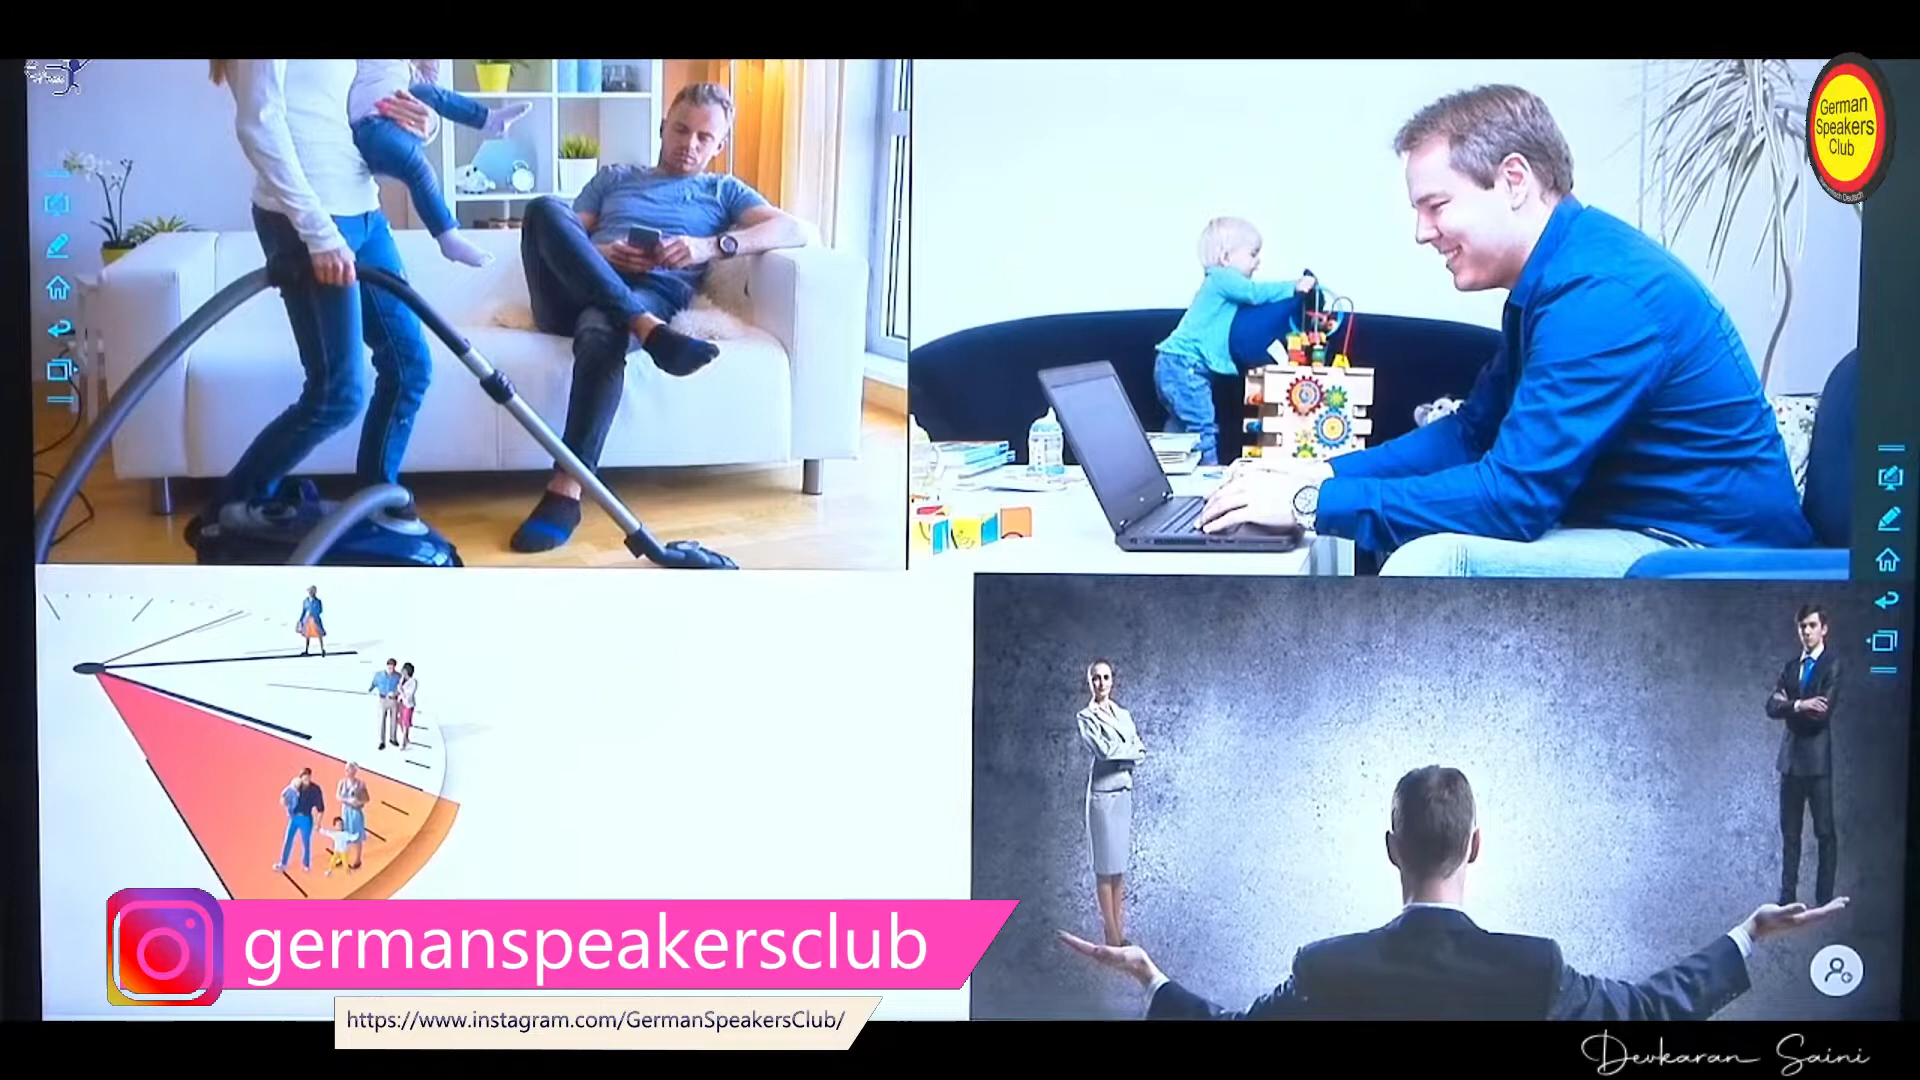 German
Speakers
Club
germanspeakersclub
https://www.instagram.com/GermanSpeakersClub/
Devkaran Saini